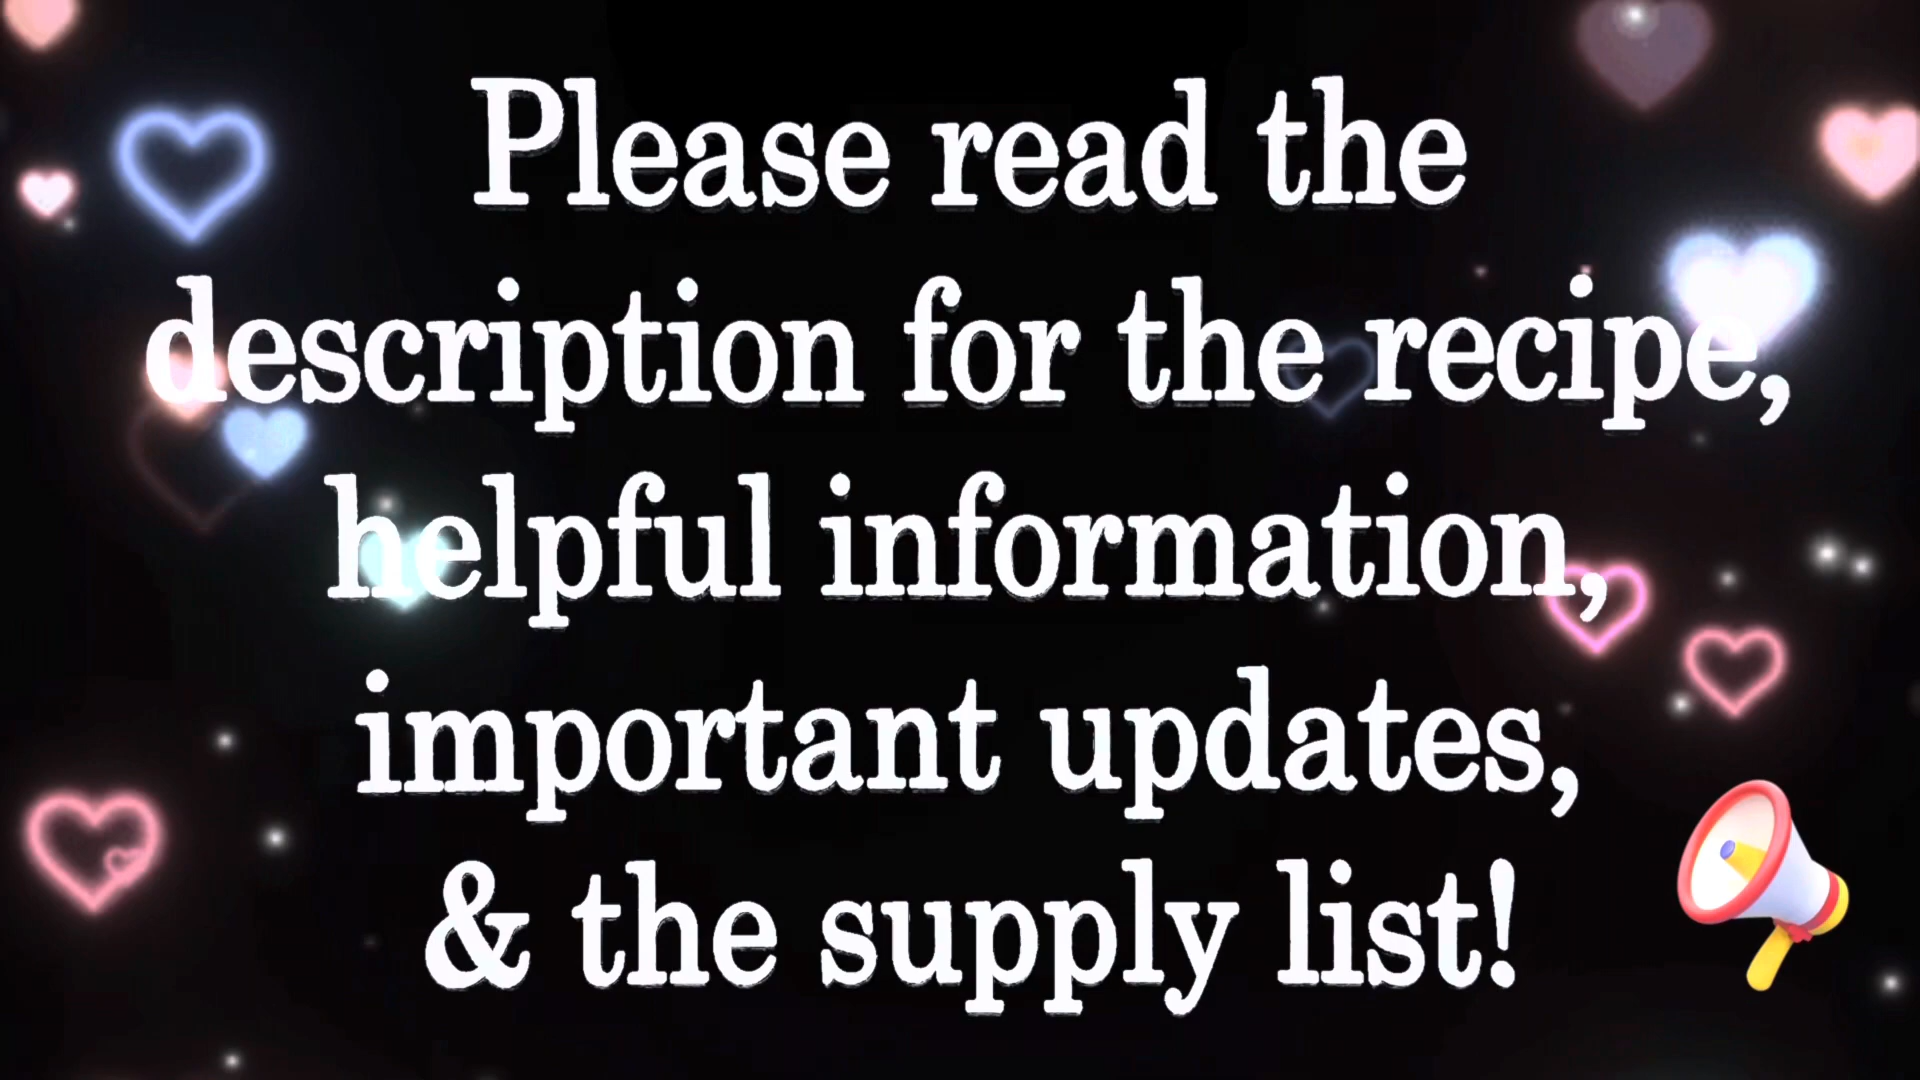 Please read the
description for the recipe,
helpful information,
important updates,
& the supply list!